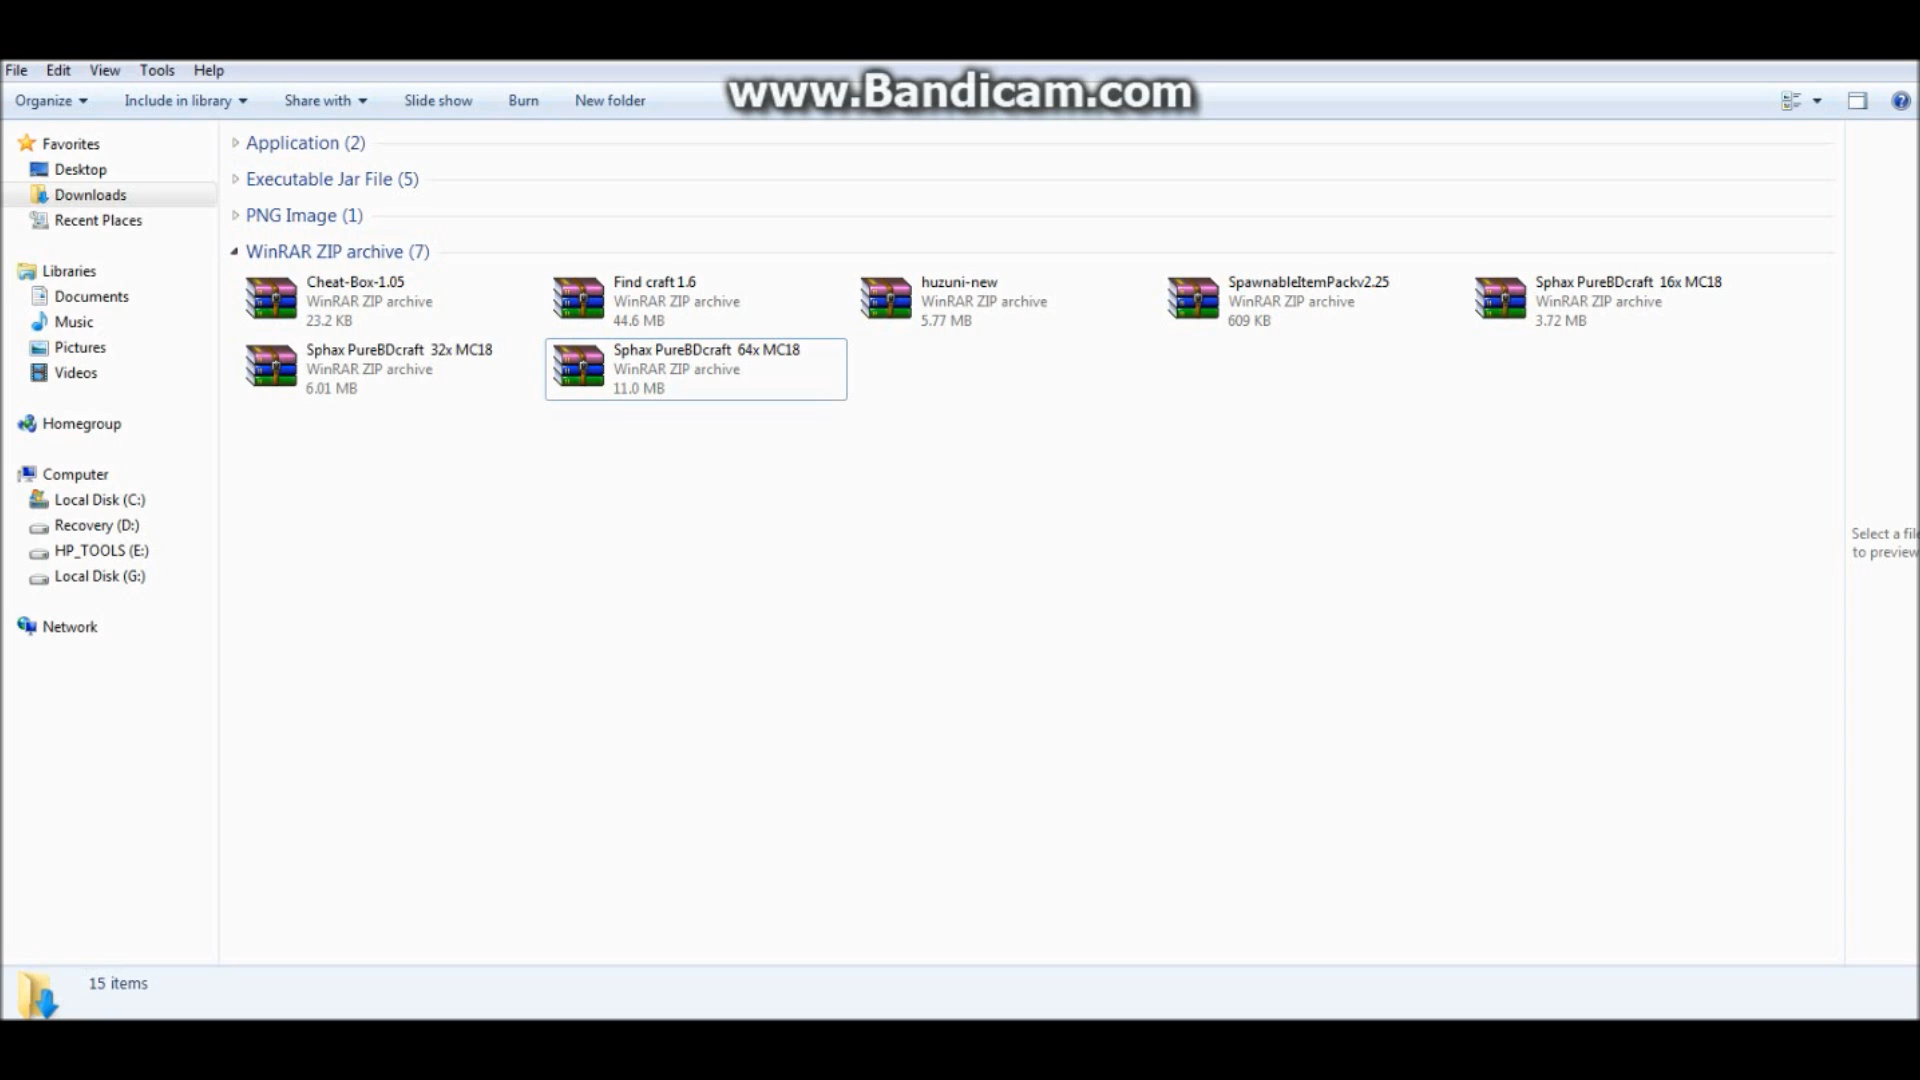 www.Bandicam.com
File Edit View Tools Help
Organize Include in library Share with Slide show Burn New folder
Favorites
Desktop
Downloads
Recent Places
Libraries
Documents
Music
Pictures
Videos
Homegroup
Computer
Local Disk (C:)
Recovery (D:)
HP_TOOLS (E:)
Local Disk (G:)
Network
Application (2)
Executable Jar File (5)
PNG Image (1)
WinRAR ZIP archive (7)
Cheat-Box-1.05
WinRAR ZIP archive
23.2 KB
Find craft 1.6
WinRAR ZIP archive
44.6 MB
huzuni-new
WinRAR ZIP archive
5.77 MB
SpawnableItemPackv2.25
WinRAR ZIP archive
609 KB
Sphax PureBDcraft 16x MC18
WinRAR ZIP archive
3.72 MB
Sphax PureBDcraft 32x MC18
WinRAR ZIP archive
6.01 MB
Sphax PureBDcraft 64x MC18
WinRAR ZIP archive
11.0 MB
Select a file
to preview
15 items